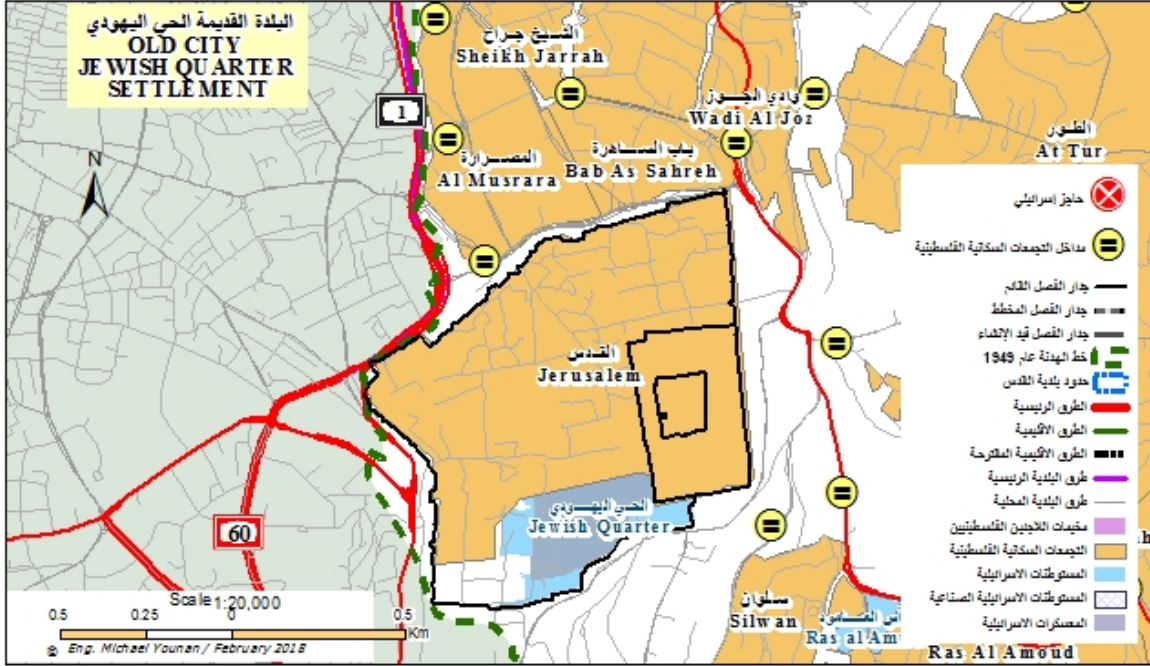 البلدة القديمة الحي اليهودي
OLD CITY
JEWISH QUARTER
SETTLEMENT
N
1
الشيخ جراح
Sheikh Jarrah
وادي الجوز
Wadi Al Joz
الطور
At Tur
المصرارة
Al Musrara
باب الساهرة
Bab As Sahreh
القدس
Jerusalem
الحي اليهودي
Jewish Quarter
60
سلوان
Silwan
Ras al Am
Ras Al Amoud
حاجز إسرائيلي
مداخل التجمعات السكانية الفلسطينية
جدار الفصل القائم
جدار الفصل المخطط
جدار الفصل قيد الإنشاء
خط الهدنة عام 1949
حدود بلدية القدس
الطرق الرئيسية
الطرق الاقليمية
الطرق الاقليمية المقترحة
طرق البلدية الرئيسية
طرق البلدية المحلية
مخيمات اللاجئين الفلسطينيين
التجمعات السكانية الفلسطينية
المستوطنات الاسرائيلية
المستوطنات الاسرائيلية الصناعية
المعسكرات الاسرائيلية
Scale 1:20,000
0.5 0.25 0 0.5
Km
© Eng. Michael Younan / February 2018